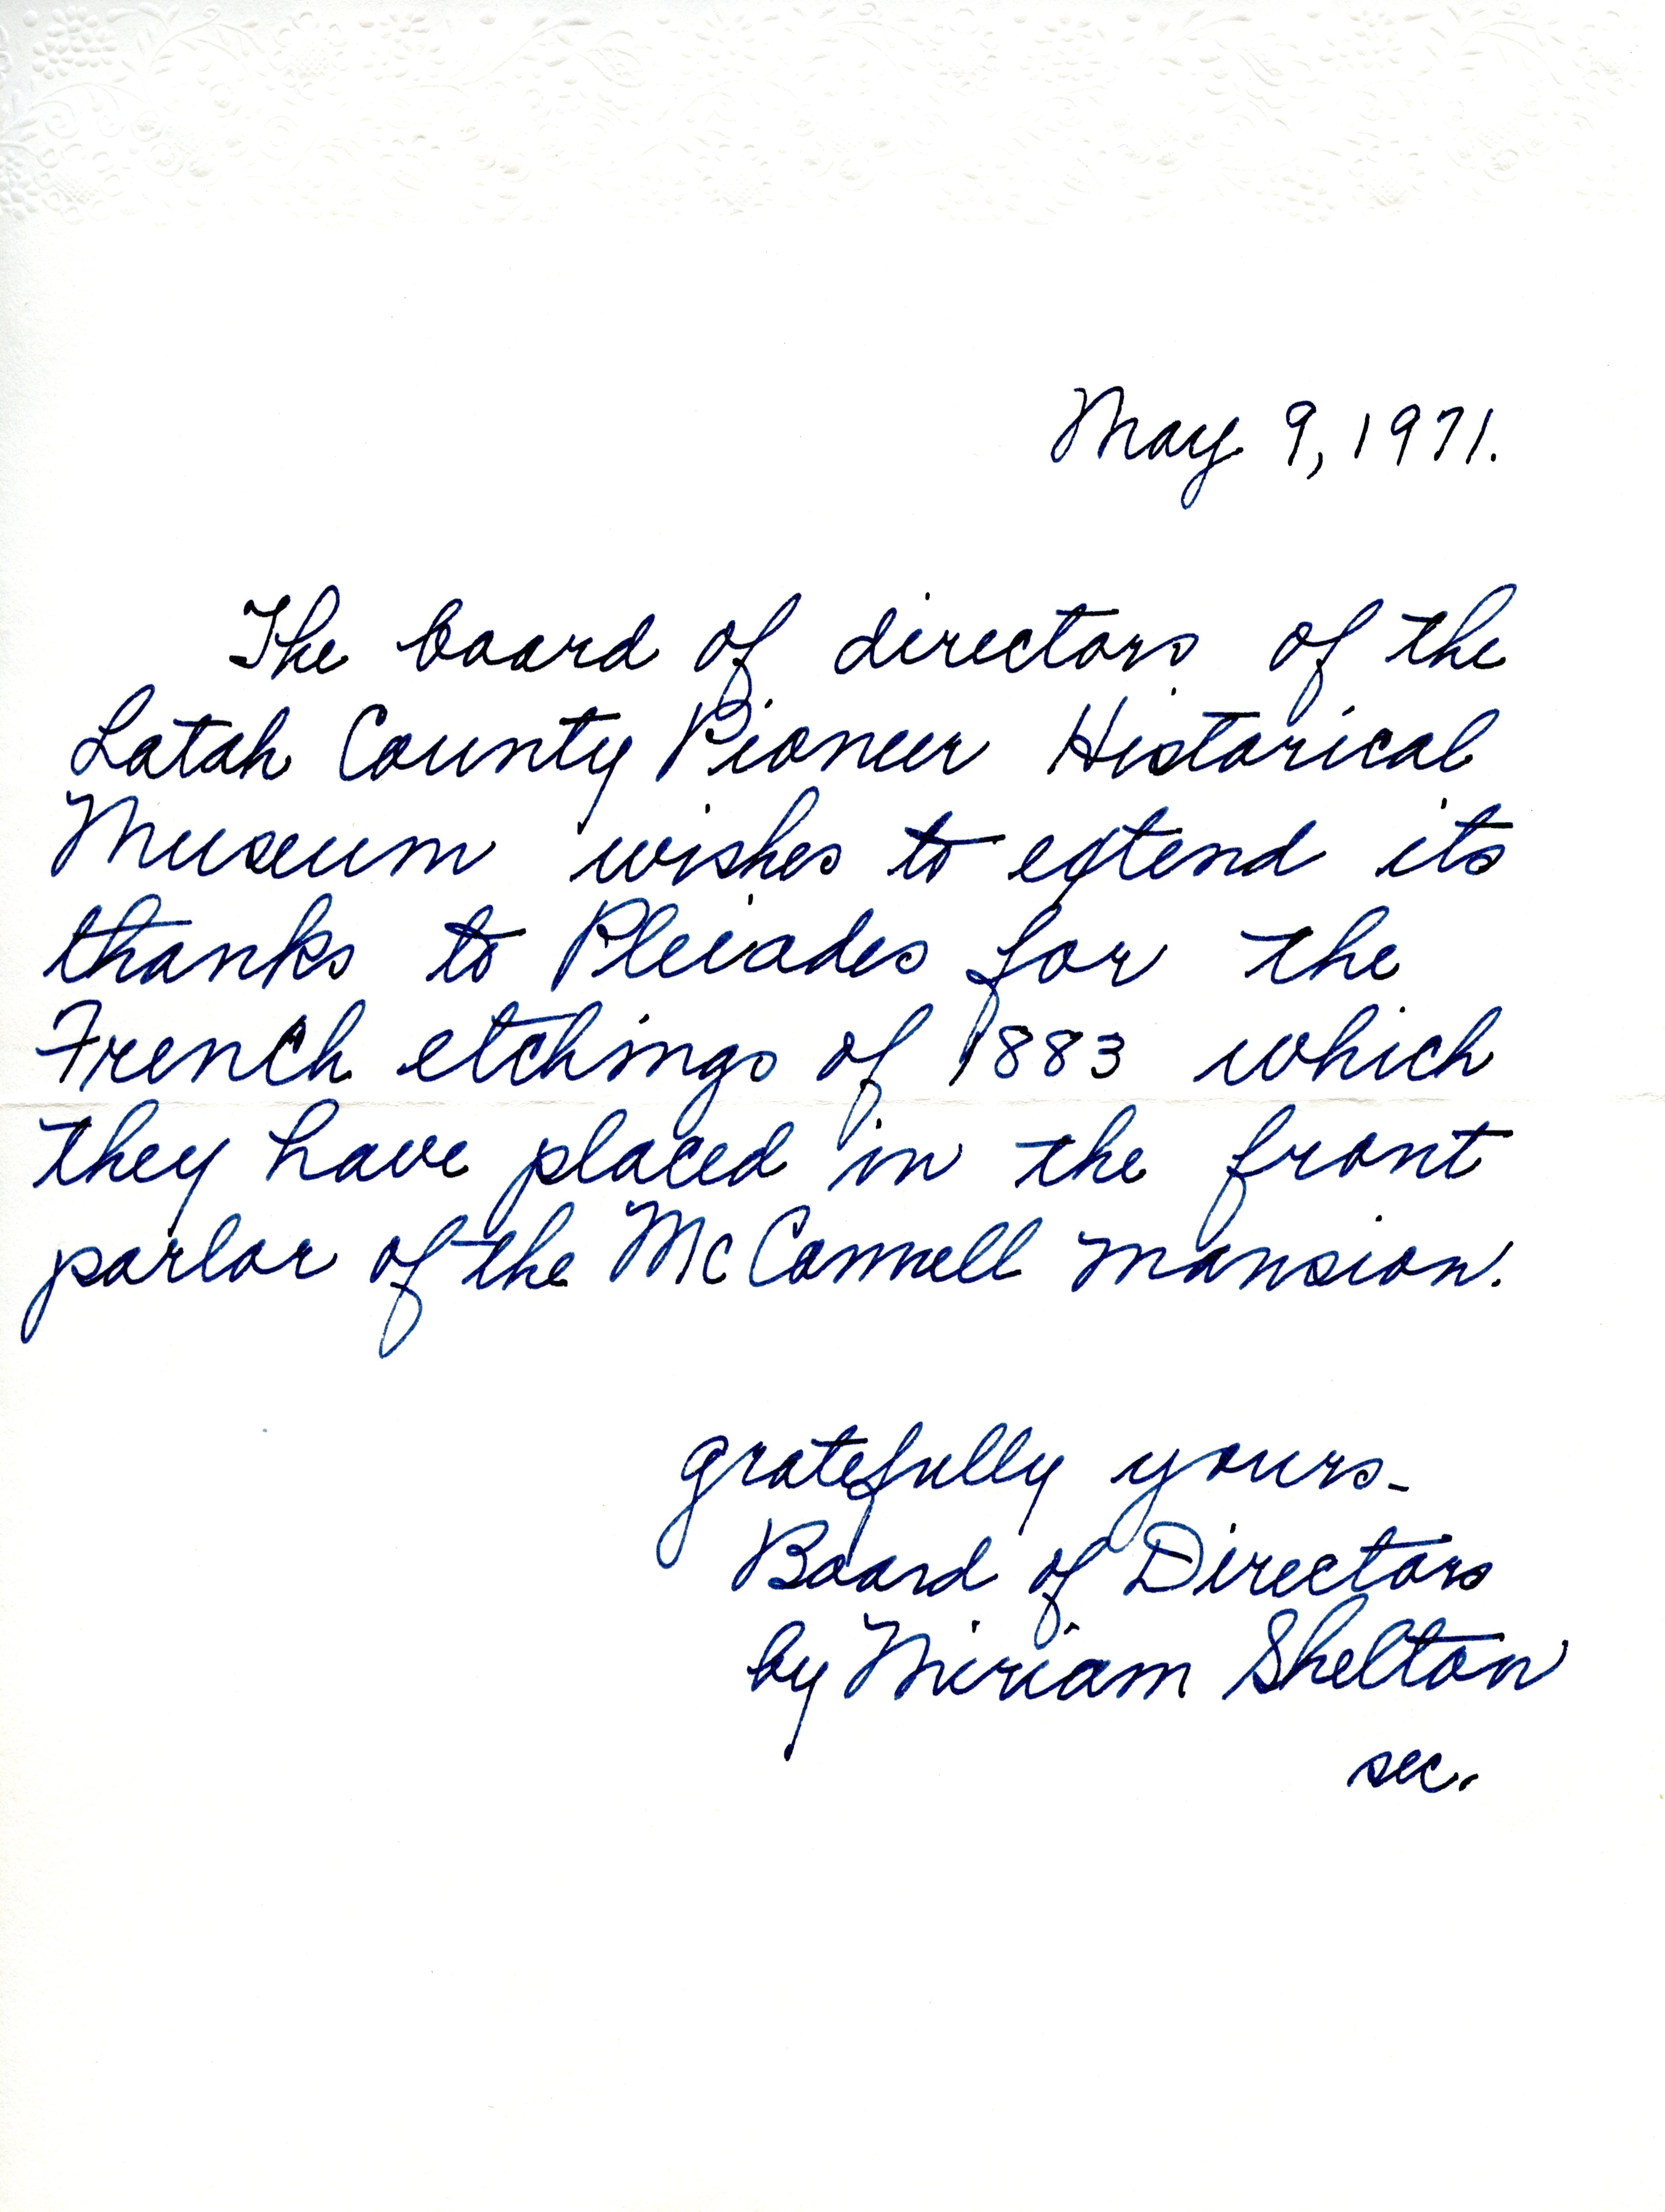 May 9, 1971.
The board of directors of the
Latah County Pioneer Historical
Museum wishes to extend its
thanks to Pleiades for the
French etchings of 1883 which
they have placed in the front
parlor of the McConnell mansion.
gratefully yours-
Board of Directors
by Miriam Shelton
sec.